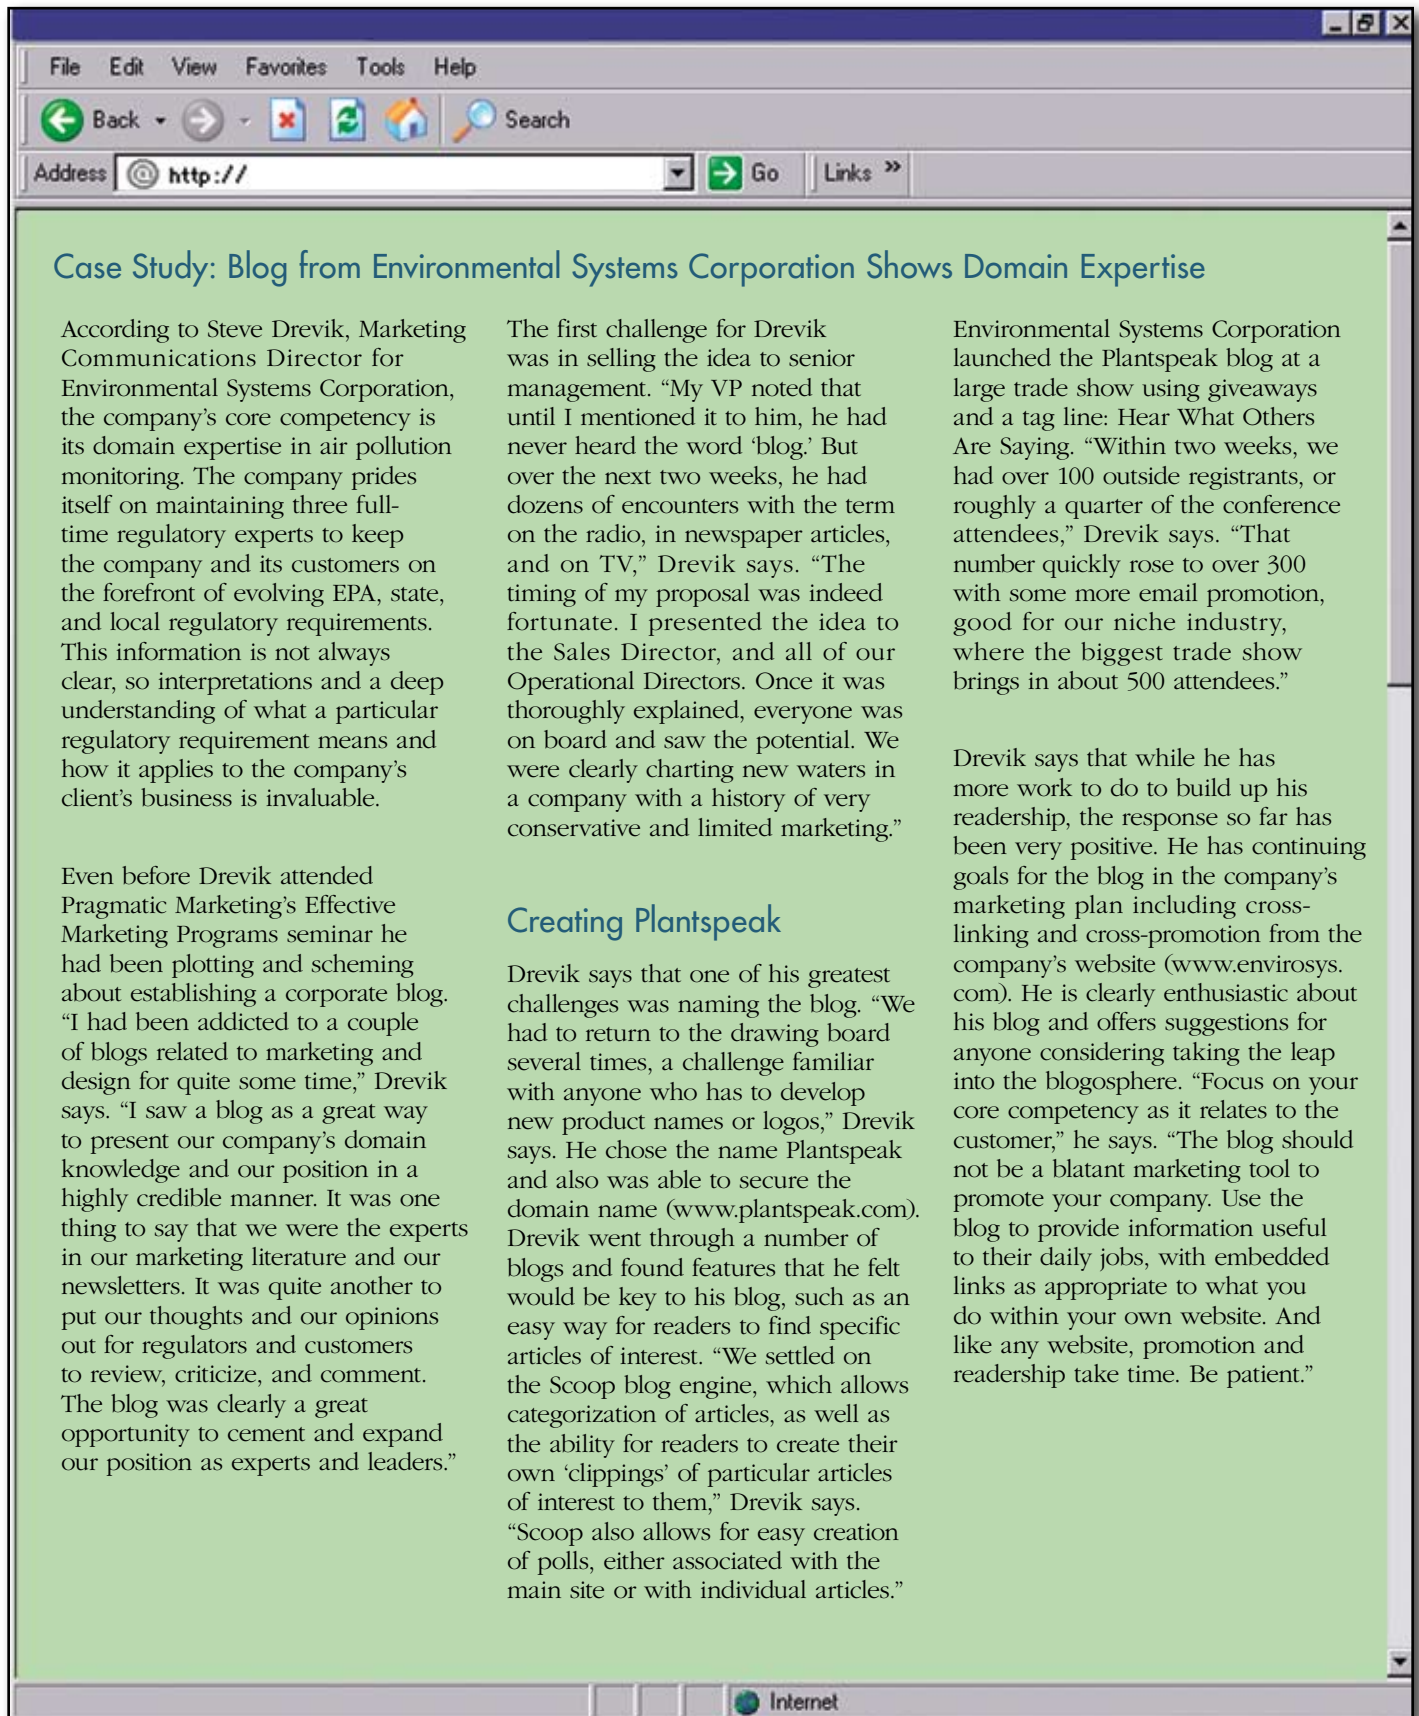 File Edit View Favorites Tools Help
Back Search
Address http:// Go Links »
Case Study: Blog from Environmental Systems Corporation Shows Domain Expertise
According to Steve Drevik, Marketing
Communications Director for
Environmental Systems Corporation,
the company’s core competency is
its domain expertise in air pollution
monitoring. The company prides
itself on maintaining three full-
time regulatory experts to keep
the company and its customers on
the forefront of evolving EPA, state,
and local regulatory requirements.
This information is not always
clear, so interpretations and a deep
understanding of what a particular
regulatory requirement means and
how it applies to the company’s
client’s business is invaluable.
Even before Drevik attended
Pragmatic Marketing’s Effective
Marketing Programs seminar he
had been plotting and scheming
about establishing a corporate blog.
“I had been addicted to a couple
of blogs related to marketing and
design for quite some time,” Drevik
says. “I saw a blog as a great way
to present our company’s domain
knowledge and our position in a
highly credible manner. It was one
thing to say that we were the experts
in our marketing literature and our
newsletters. It was quite another to
put our thoughts and our opinions
out for regulators and customers
to review, criticize, and comment.
The blog was clearly a great
opportunity to cement and expand
our position as experts and leaders.”
The first challenge for Drevik
was in selling the idea to senior
management. “My VP noted that
until I mentioned it to him, he had
never heard the word ‘blog.’ But
over the next two weeks, he had
dozens of encounters with the term
on the radio, in newspaper articles,
and on TV,” Drevik says. “The
timing of my proposal was indeed
fortunate. I presented the idea to
the Sales Director, and all of our
Operational Directors. Once it was
thoroughly explained, everyone was
on board and saw the potential. We
were clearly charting new waters in
a company with a history of very
conservative and limited marketing.”
Creating Plantspeak
Drevik says that one of his greatest
challenges was naming the blog. “We
had to return to the drawing board
several times, a challenge familiar
with anyone who has to develop
new product names or logos,” Drevik
says. He chose the name Plantspeak
and also was able to secure the
domain name (www.plantspeak.com).
Drevik went through a number of
blogs and found features that he felt
would be key to his blog, such as an
easy way for readers to find specific
articles of interest. “We settled on
the Scoop blog engine, which allows
categorization of articles, as well as
the ability for readers to create their
own ‘clippings’ of particular articles
of interest to them,” Drevik says.
“Scoop also allows for easy creation
of polls, either associated with the
main site or with individual articles.”
Environmental Systems Corporation
launched the Plantspeak blog at a
large trade show using giveaways
and a tag line: Hear What Others
Are Saying. “Within two weeks, we
had over 100 outside registrants, or
roughly a quarter of the conference
attendees,” Drevik says. “That
number quickly rose to over 300
with some more email promotion,
good for our niche industry,
where the biggest trade show
brings in about 500 attendees.”
Drevik says that while he has
more work to do to build up his
readership, the response so far has
been very positive. He has continuing
goals for the blog in the company’s
marketing plan including cross-
linking and cross-promotion from the
company’s website (www.envirosys.
com). He is clearly enthusiastic about
his blog and offers suggestions for
anyone considering taking the leap
into the blogosphere. “Focus on your
core competency as it relates to the
customer,” he says. “The blog should
not be a blatant marketing tool to
promote your company. Use the
blog to provide information useful
to their daily jobs, with embedded
links as appropriate to what you
do within your own website. And
like any website, promotion and
readership take time. Be patient.”
Internet